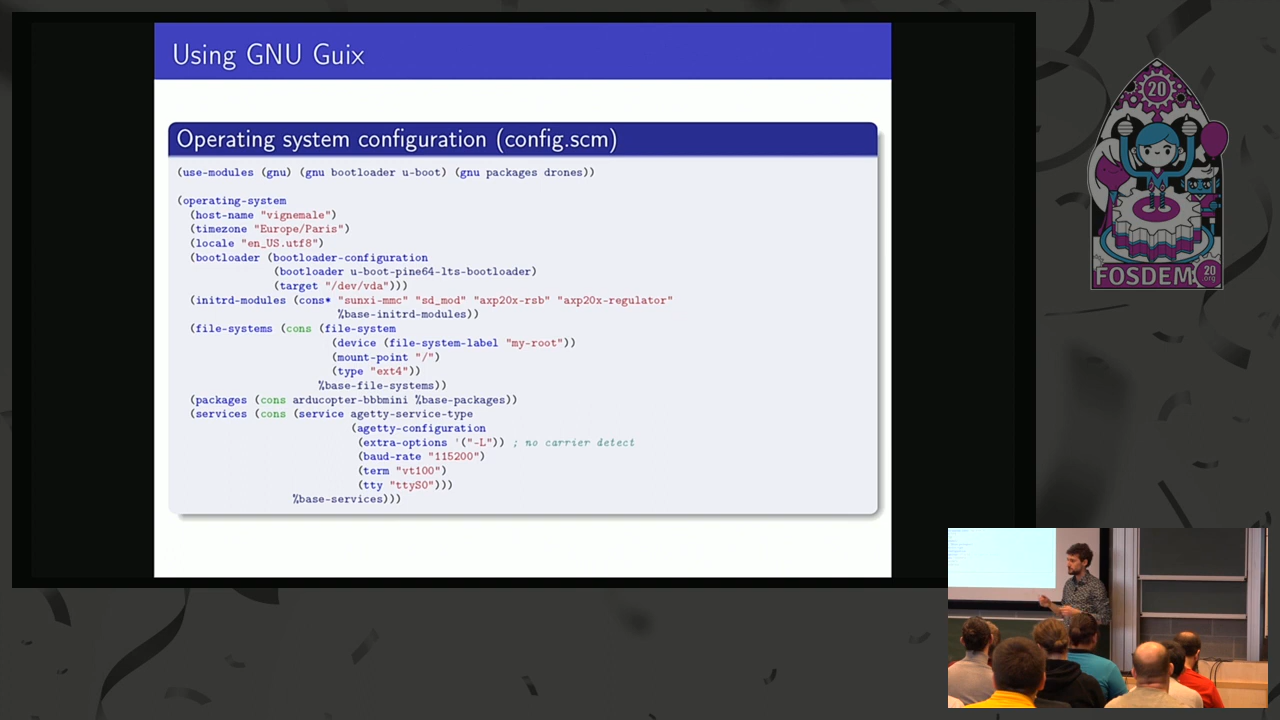 Using GNU Guix
Operating system configuration (config.scm)
(use-modules (gnu) (gnu bootloader u-boot) (gnu packages drones))
(operating-system
(host-name "vignemale")
(timezone "Europe/Paris")
(locale "en_US.utf8")
(bootloader (bootloader-configuration
(bootloader u-boot-pine64-lts-bootloader)
(target "/dev/vda")))
(initrd-modules (cons* "sunxi-mmc" "sd_mod" "axp20x-rsb" "axp20x-regulator"
%base-initrd-modules))
(file-systems (cons (file-system
(device (file-system-label "my-root"))
(mount-point "/")
(type "ext4"))
%base-file-systems))
(packages (cons arducopter-bbbmini %base-packages))
(services (cons (service agetty-service-type
(agetty-configuration
(extra-options '("-L")) ; no carrier detect
(baud-rate "115200")
(term "vt100")
(tty "ttyS0")))
%base-services)))
20
FOSDEM 20
.org